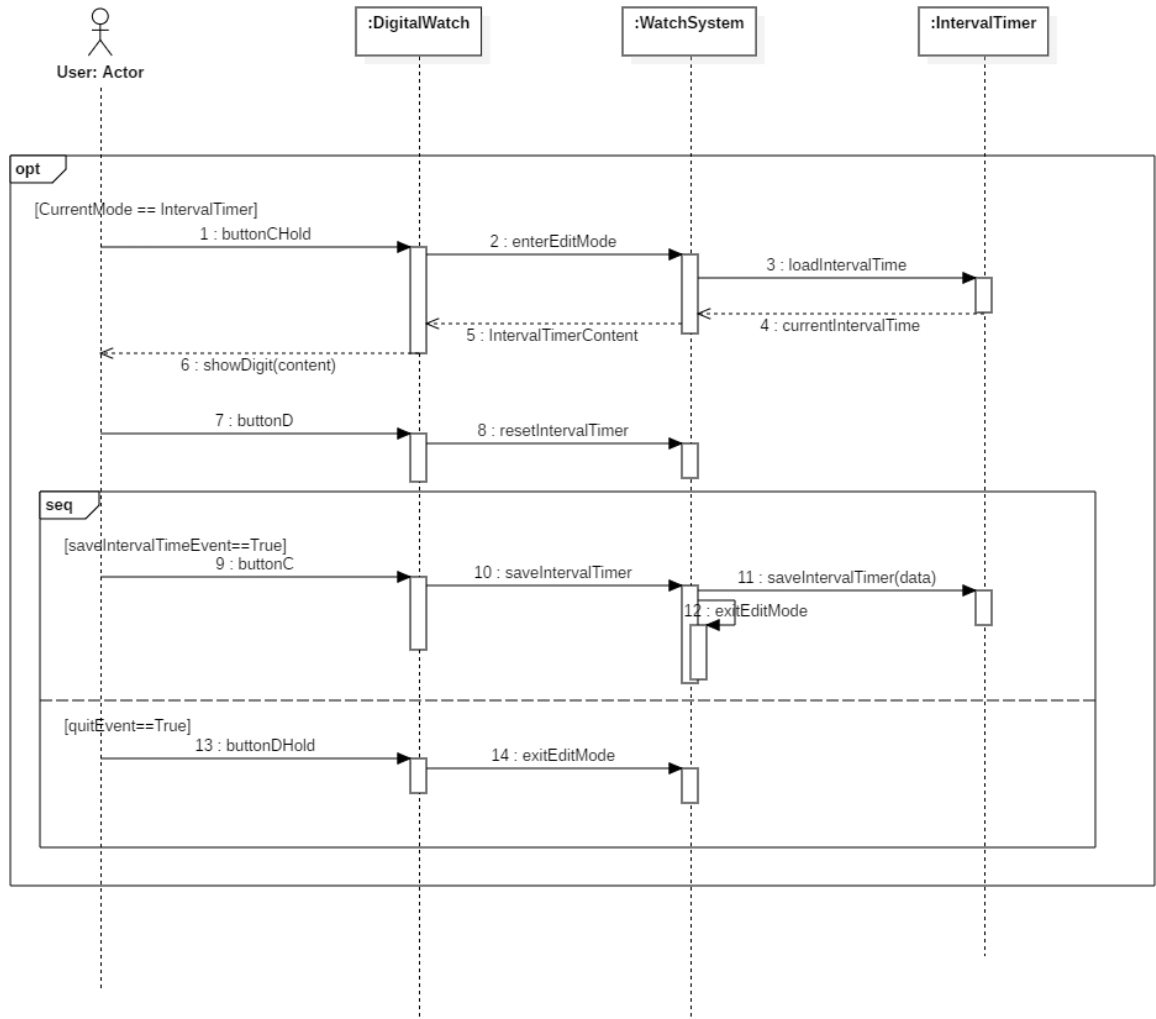 :DigitalWatch
:WatchSystem
:IntervalTimer
User: Actor
opt
[CurrentMode == IntervalTimer]
1 : buttonCHold
2 : enterEditMode
3 : loadIntervalTime
4 : currentIntervalTime
5 : IntervalTimerContent
6 : showDigit(content)
7 : buttonD
8 : resetIntervalTimer
seq
[saveIntervalTimeEvent==True]
9 : buttonC
10 : saveIntervalTimer
11 : saveIntervalTimer(data)
12 : exitEditMode
[quitEvent==True]
13 : buttonDHold
14 : exitEditMode